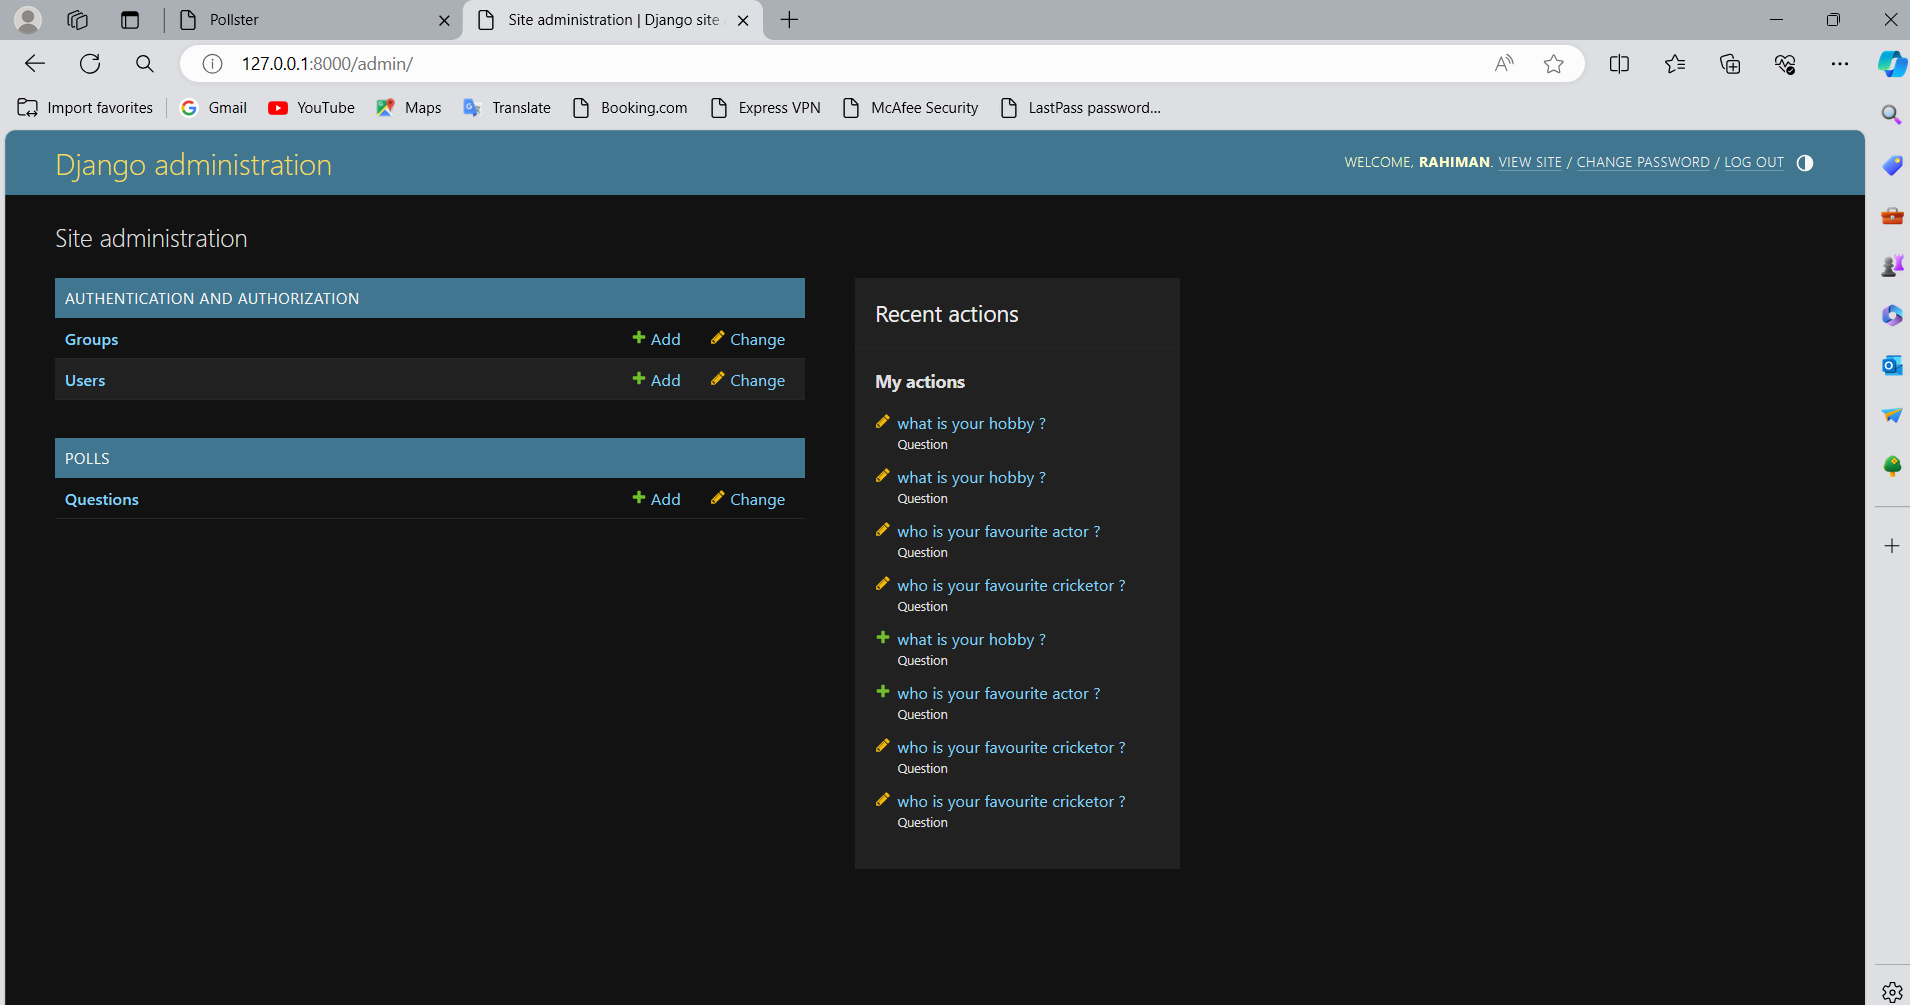 Pollster
Site administration | Django site
127.0.0.1:8000/admin/
Import favorites
Gmail
YouTube
Maps
Translate
Booking.com
Express VPN
McAfee Security
LastPass password...
Django administration
WELCOME, RAHIMAN. VIEW SITE / CHANGE PASSWORD / LOG OUT
Site administration
AUTHENTICATION AND AUTHORIZATION
Groups Add Change
Users Add Change
POLLS
Questions Add Change
Recent actions
My actions
what is your hobby ?
Question
what is your hobby ?
Question
who is your favourite actor ?
Question
who is your favourite cricketor ?
Question
what is your hobby ?
Question
who is your favourite actor ?
Question
who is your favourite cricketor ?
Question
who is your favourite cricketor ?
Question